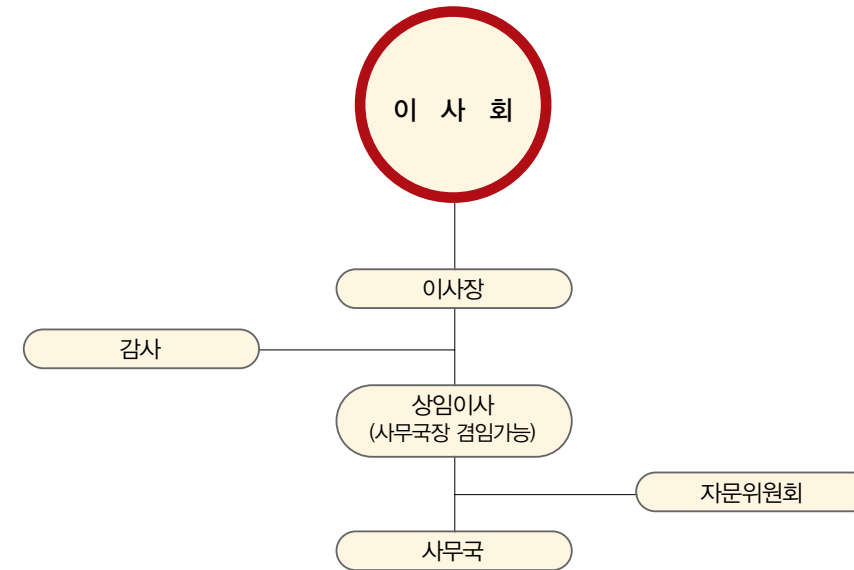 이 사 회
이사장
감사
상임이사
(사무국장 겸임가능)
자문위원회
사무국